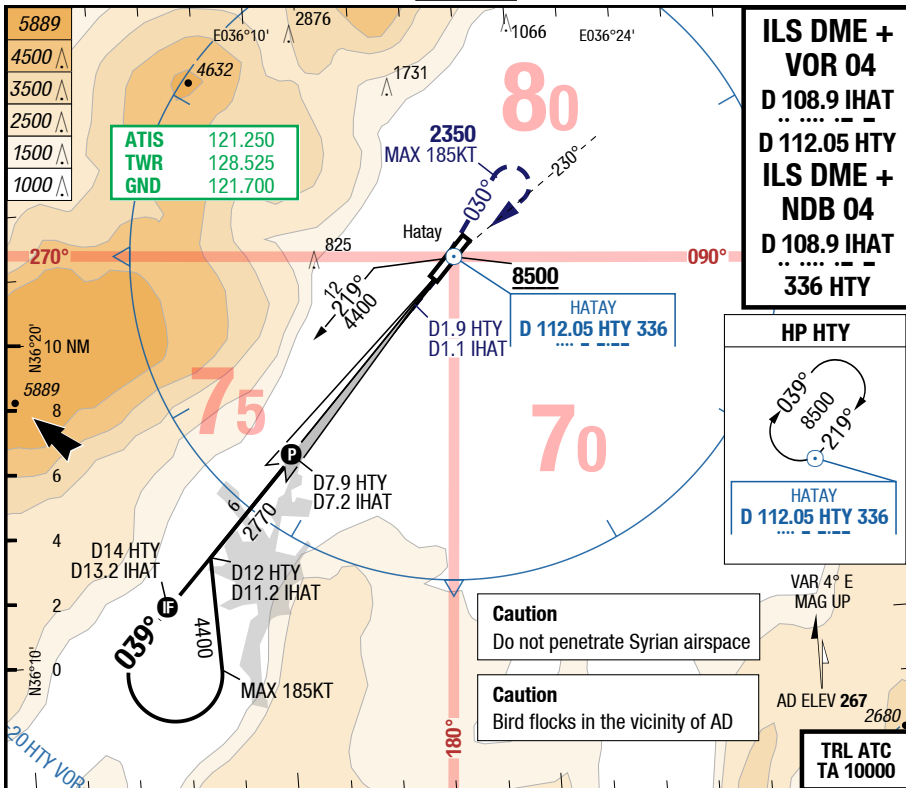 5889
4500
3500
2500
1500
1000
2876
E036°10'
4632
1731
1066
E036°24'
80
ILS DME +
VOR 04
D 108.9 IHAT
D 112.05 HTY
ILS DME +
NDB 04
D 108.9 IHAT
336 HTY
ATIS 121.250
TWR 128.525
GND 121.700
2350
MAX 185KT
030°
230°
Hatay
270°
825
090°
8500
12
219°
4400
HATAY
D 112.05 HTY 336
D1.9 HTY
D1.1 IHAT
HP HTY
039°
8500
219°
HATAY
D 112.05 HTY 336
N36°20'
10 NM
5889
8
6
4
2
0
N36°10'
75
70
P
D7.9 HTY
D7.2 IHAT
6
2770
D14 HTY
D13.2 IHAT
D12 HTY
D11.2 IHAT
IF
039°
4400
MAX 185KT
180°
20 HTY VOR
Caution
Do not penetrate Syrian airspace
Caution
Bird flocks in the vicinity of AD
VAR 4° E
MAG UP
AD ELEV 267
2680
TRL ATC
TA 10000